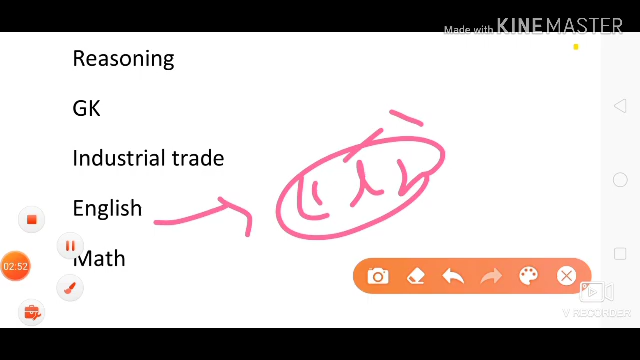 Made with KINEMASTER
Reasoning
GK
Industrial trade
English
Math
02:52
V RECORDER